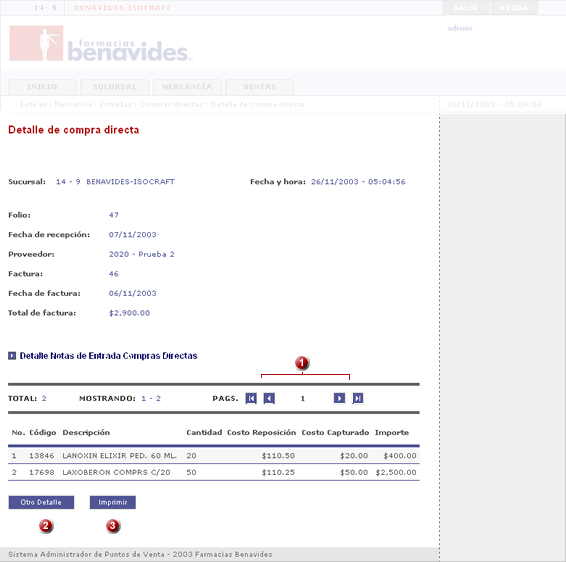 14 - 9 BENAVIDES-ISOCRAFT SALIR AYUDA
admin
farmacias
benavides
INICIO SUCURSAL MERCANCÍA VENTAS
Está en : Mercancía : Entradas : Compras directas : Detalle de compra directa 26/11/2003 - 05:04:56
Detalle de compra directa
Sucursal: 14 - 9 BENAVIDES-ISOCRAFT Fecha y hora: 26/11/2003 - 05:04:56
Folio: 47
Fecha de recepción: 07/11/2003
Proveedor: 2020 - Prueba 2
Factura: 46
Fecha de factura: 06/11/2003
Total de factura: $2,900.00
Detalle Notas de Entrada Compras Directas
1
TOTAL: 2 MOSTRANDO: 1 - 2 PAGS. 1
No. Código Descripción Cantidad Costo Reposición Costo Capturado Importe
1 13846 LANOXIN ELIXIR PED. 60 ML. 20 $110.50 $20.00 $400.00
2 17698 LAXOBERON COMPRS C/20 50 $110.25 $50.00 $2,500.00
Otro Detalle Imprimir
2 3
Sistema Administrador de Puntos de Venta - 2003 Farmacias Benavides